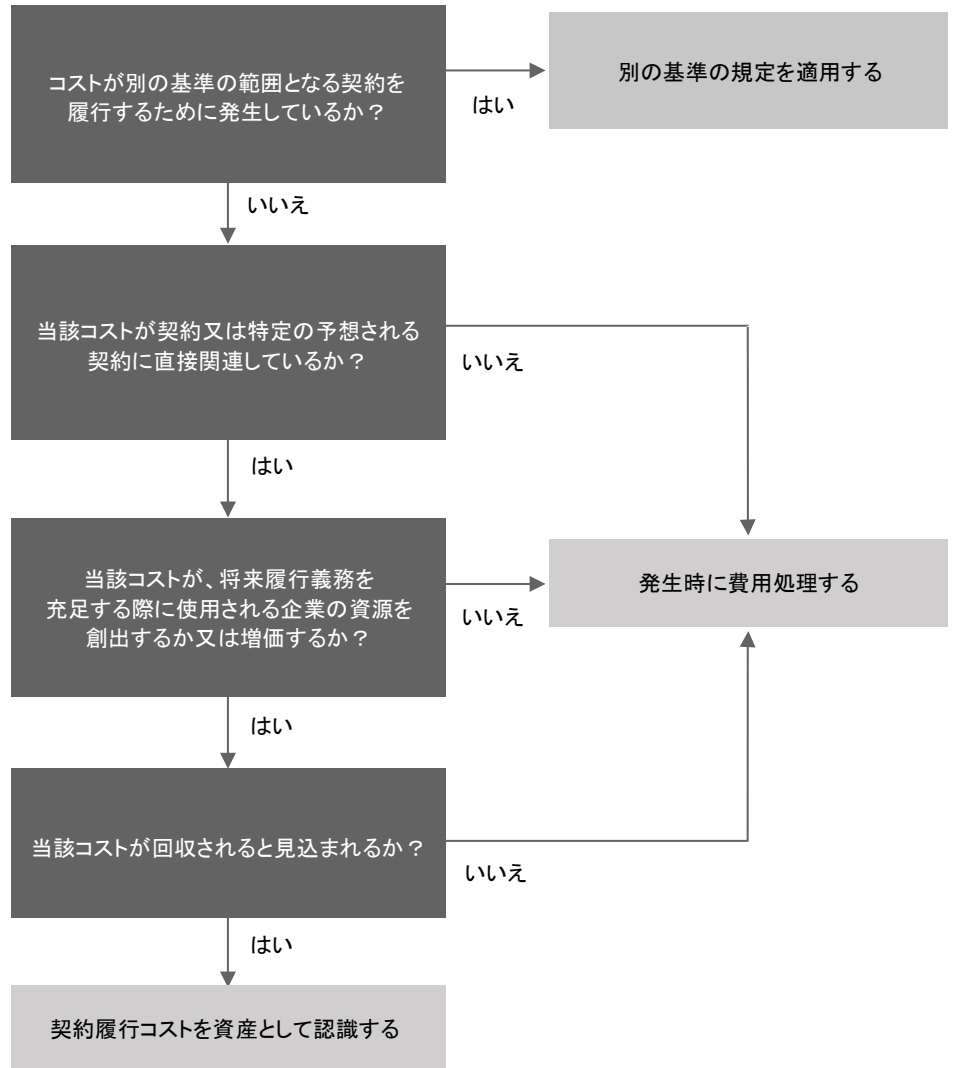 コストが別の基準の範囲となる契約を
履行するために発生しているか？
はい
別の基準の規定を適用する
いいえ
当該コストが契約又は特定の予想される
契約に直接関連しているか？
いいえ
はい
当該コストが、将来履行義務を
充足する際に使用される企業の資源を
創出するか又は増価するか？
いいえ
発生時に費用処理する
はい
当該コストが回収されると見込まれるか？
いいえ
はい
契約履行コストを資産として認識する